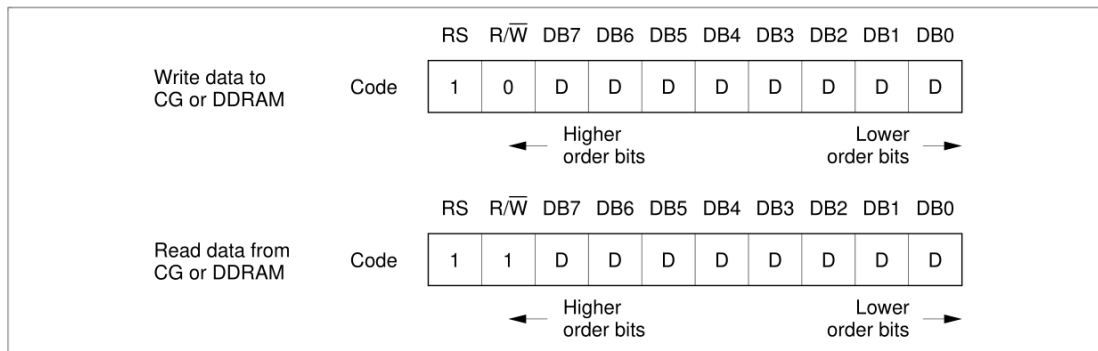 RS R/W̅ DB7 DB6 DB5 DB4 DB3 DB2 DB1 DB0
Write data to
CG or DDRAM
Code 1 0 D D D D D D D D
Higher
order bits
Lower
order bits
RS R/W̅ DB7 DB6 DB5 DB4 DB3 DB2 DB1 DB0
Read data from
CG or DDRAM
Code 1 1 D D D D D D D D
Higher
order bits
Lower
order bits